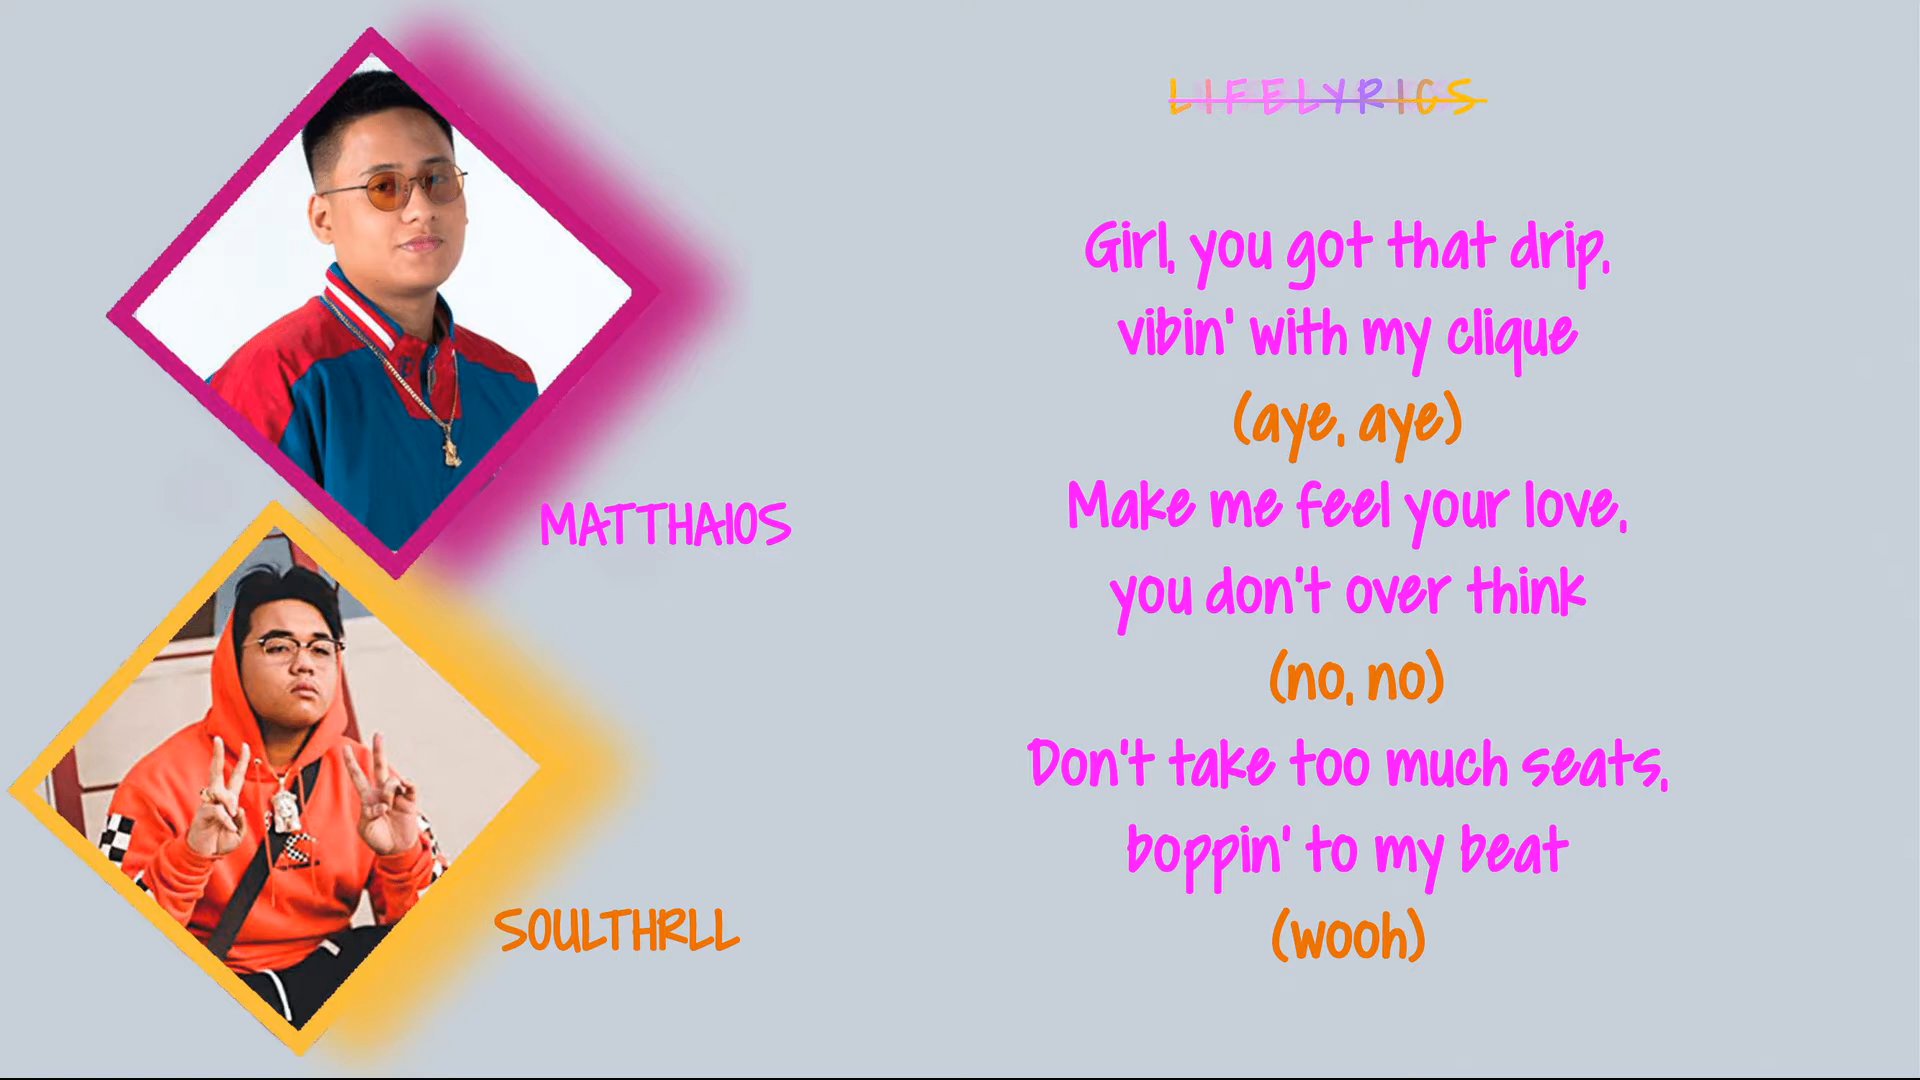 LIFELYRICS
Girl, you got that drip,
vibin' with my clique
(aye, aye)
Make me feel your love,
you don't over think
(no, no)
Don't take too much seats,
boppin' to my beat
(wooh)
MATTHAIOS
SOULTHRLL